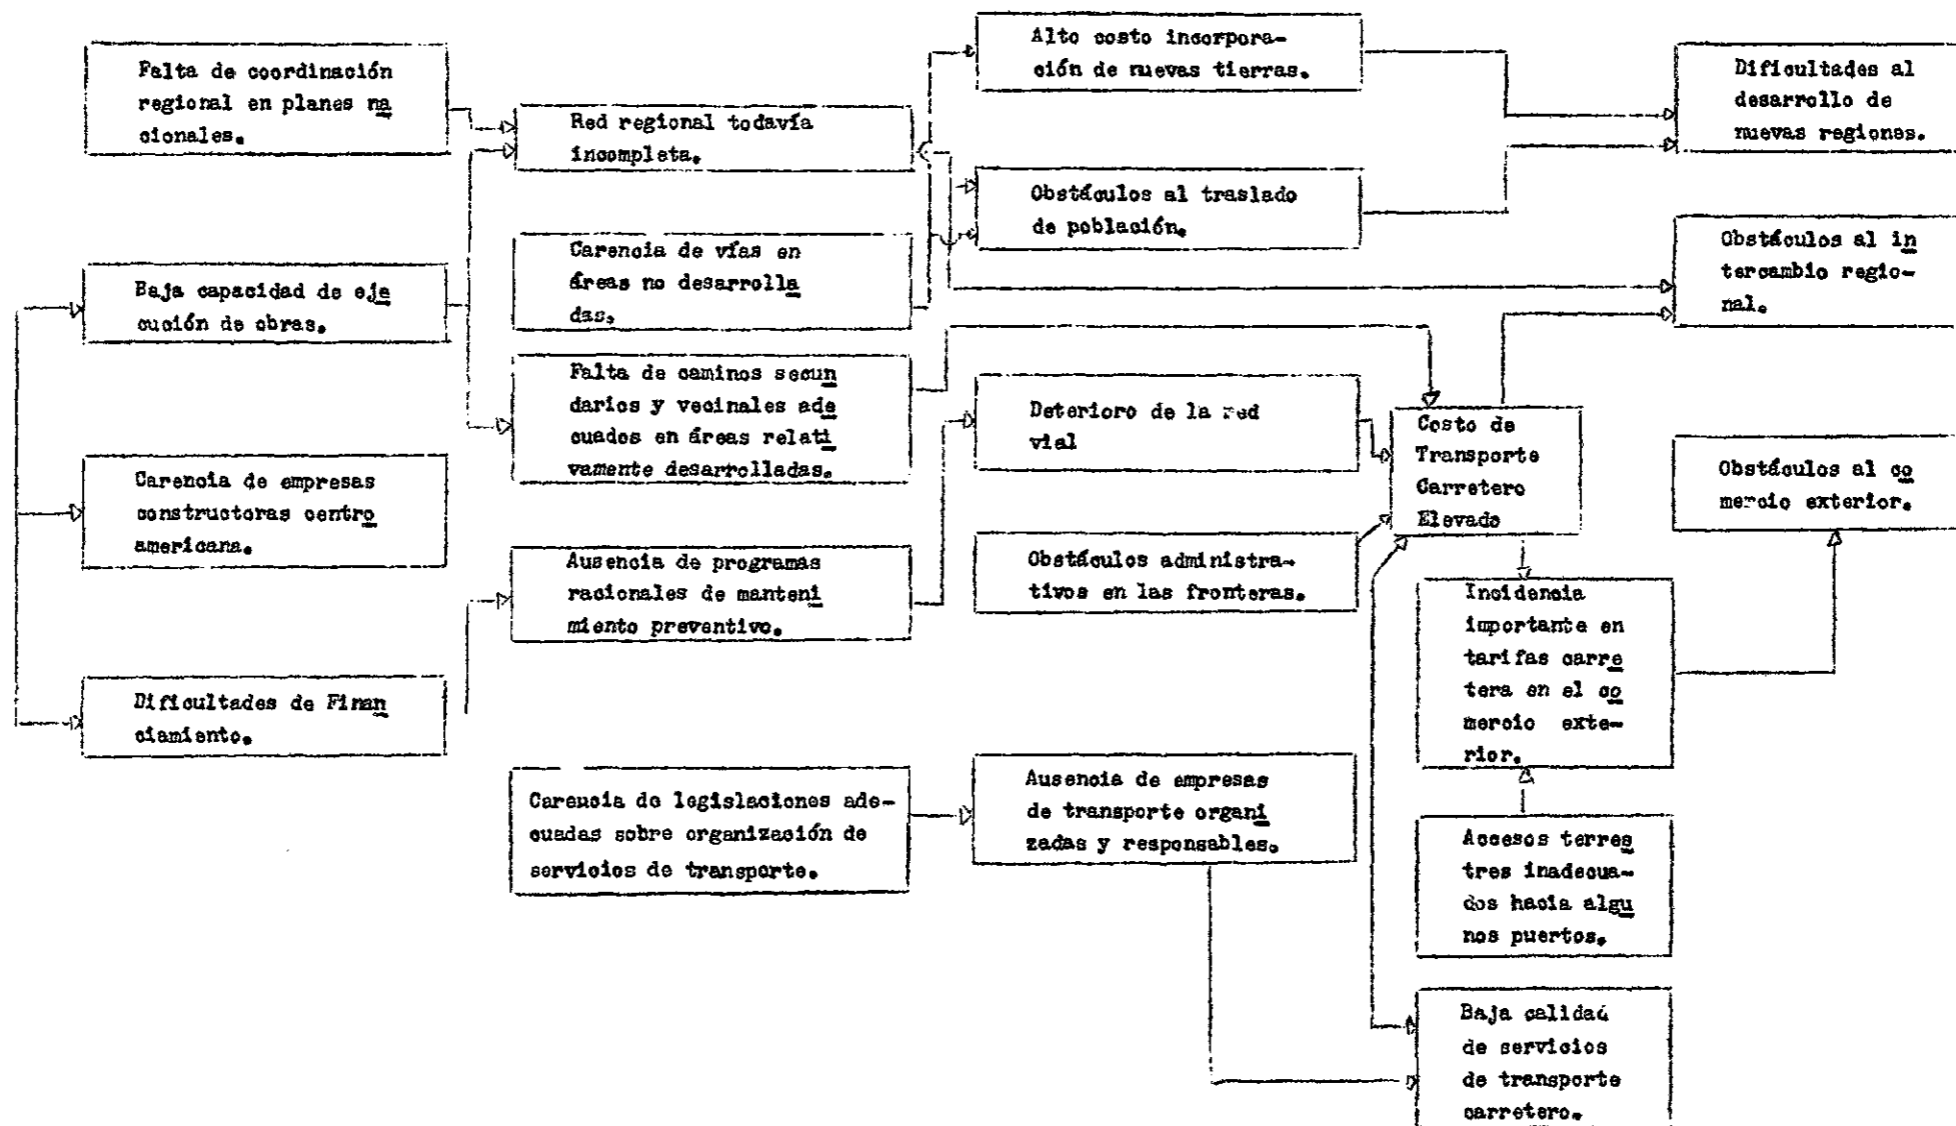 Falta de coordinación
regional en planes na
cionales.
Baja capacidad de eje
cución de obras.
Carencia de empresas
constructoras centro
americana.
Dificultades de Finan
ciamiento.
Red regional todavía
incompleta.
Carencia de vías en
áreas no desarrolla
das.
Falta de caminos secun
darios y vecinales ade
cuados en áreas relati
vamente desarrolladas.
Ausencia de programas
racionales de manteni
miento preventivo.
Carencia de legislaciones ade-
cuadas sobre organización de
servicios de transporte.
Alto costo incorpora-
ción de nuevas tierras.
Obstáculos al traslado
de población.
Deterioro de la red
vial
Obstáculos administra-
tivos en las fronteras.
Ausencia de empresas
de transporte organi
zadas y responsables.
Costo de
Transporte
Carretero
Elevado
Incidencia
importante en
tarifas carre
tera en el co
mercio exte-
rior.
Accesos terres
tres inadecua-
dos hacia algu
nos puertos.
Baja calidad
de servicios
de transporte
carretero.
Dificultades al
desarrollo de
nuevas regiones.
Obstáculos al in
tercambio regio-
nal.
Obstáculos al co
mercio exterior.